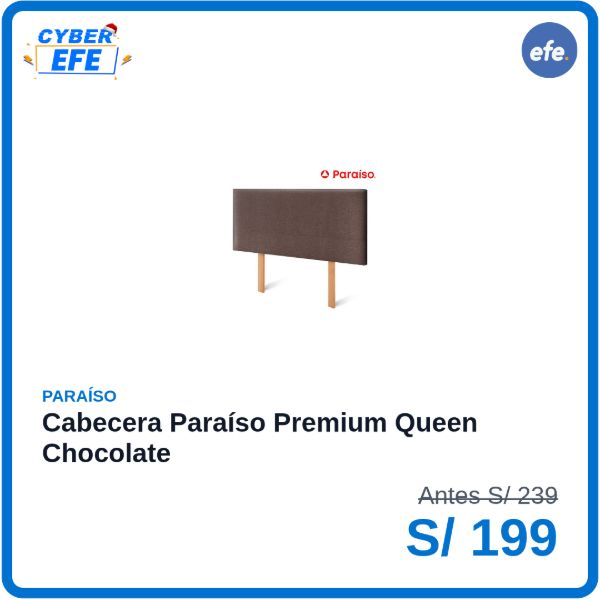 CYBER
EFE
efe.
Paraíso.
PARAÍSO
Cabecera Paraíso Premium Queen
Chocolate
Antes S/ 239
S/ 199